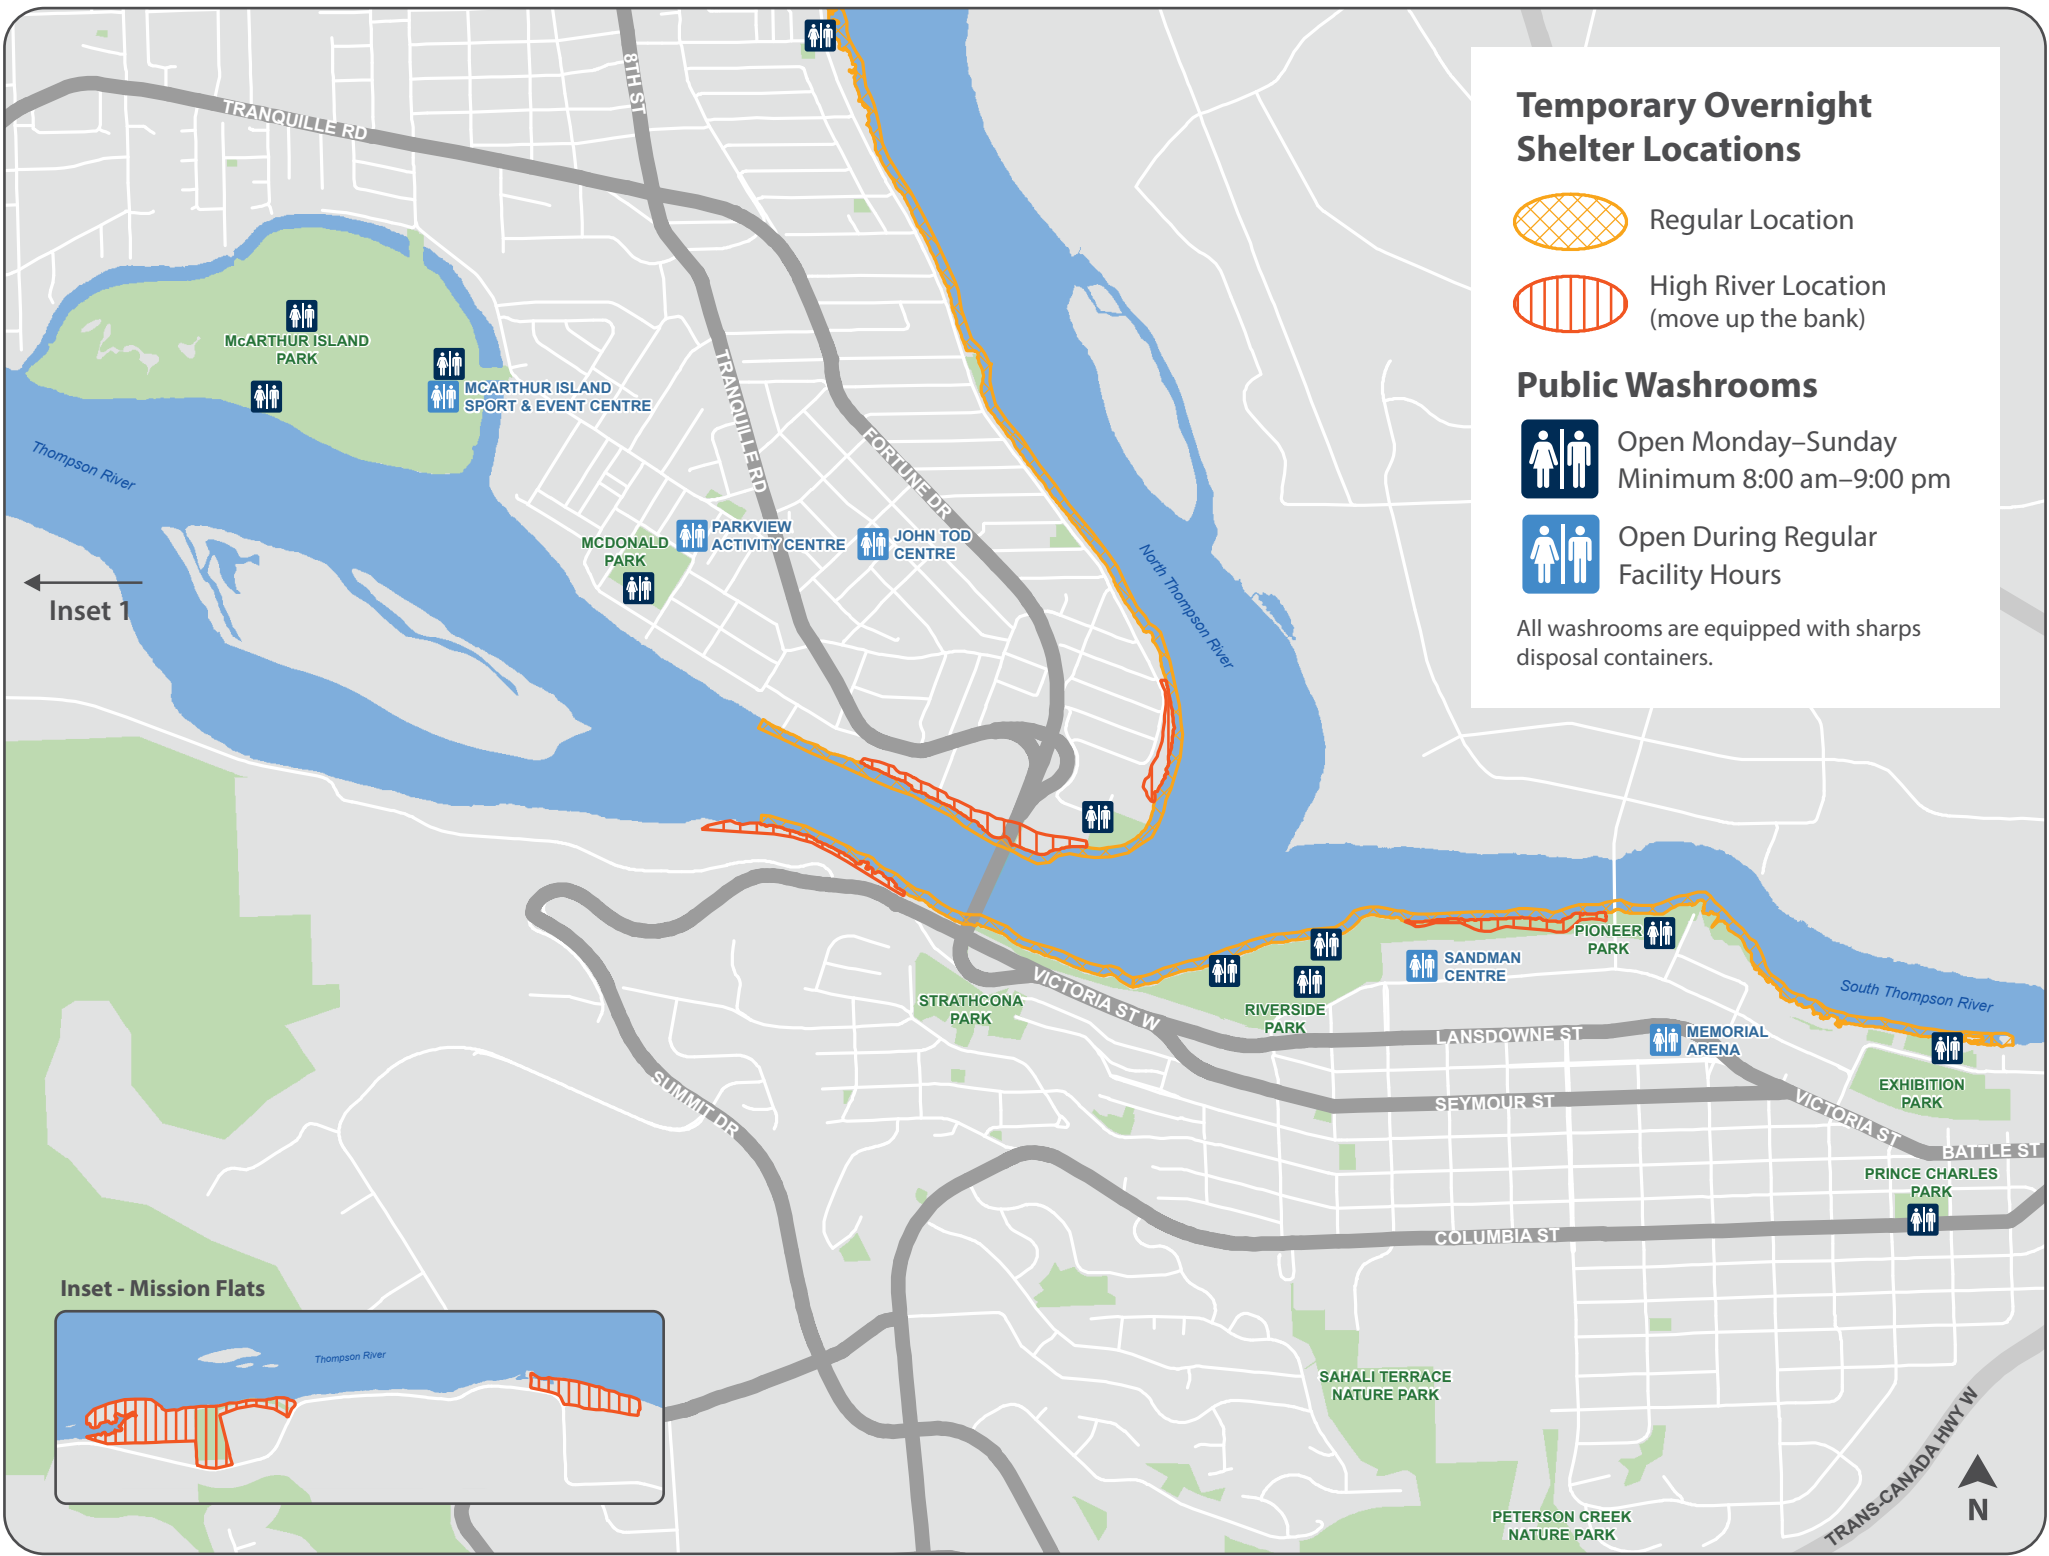 Temporary Overnight
Shelter Locations
Regular Location
High River Location
(move up the bank)
Public Washrooms
Open Monday–Sunday
Minimum 8:00 am–9:00 pm
Open During Regular
Facility Hours
All washrooms are equipped with sharps
disposal containers.
8TH ST
TRANQUILLE RD
McARTHUR ISLAND
PARK
MCARTHUR ISLAND
SPORT & EVENT CENTRE
TRANQUILLE RD
FORTUNE DR
Thompson River
PARKVIEW
ACTIVITY CENTRE
JOHN TOD
CENTRE
MCDONALD
PARK
North Thompson River
Inset 1
PIONEER
PARK
SANDMAN
CENTRE
VICTORIA ST W
STRATHCONA
PARK
RIVERSIDE
PARK
South Thompson River
LANSDOWNE ST
MEMORIAL
ARENA
SEYMOUR ST
EXHIBITION
PARK
VICTORIA ST
BATTLE ST
SUMMIT DR
PRINCE CHARLES
PARK
COLUMBIA ST
Inset - Mission Flats
Thompson River
SAHALI TERRACE
NATURE PARK
TRANS-CANADA HWY W
PETERSON CREEK
NATURE PARK
N